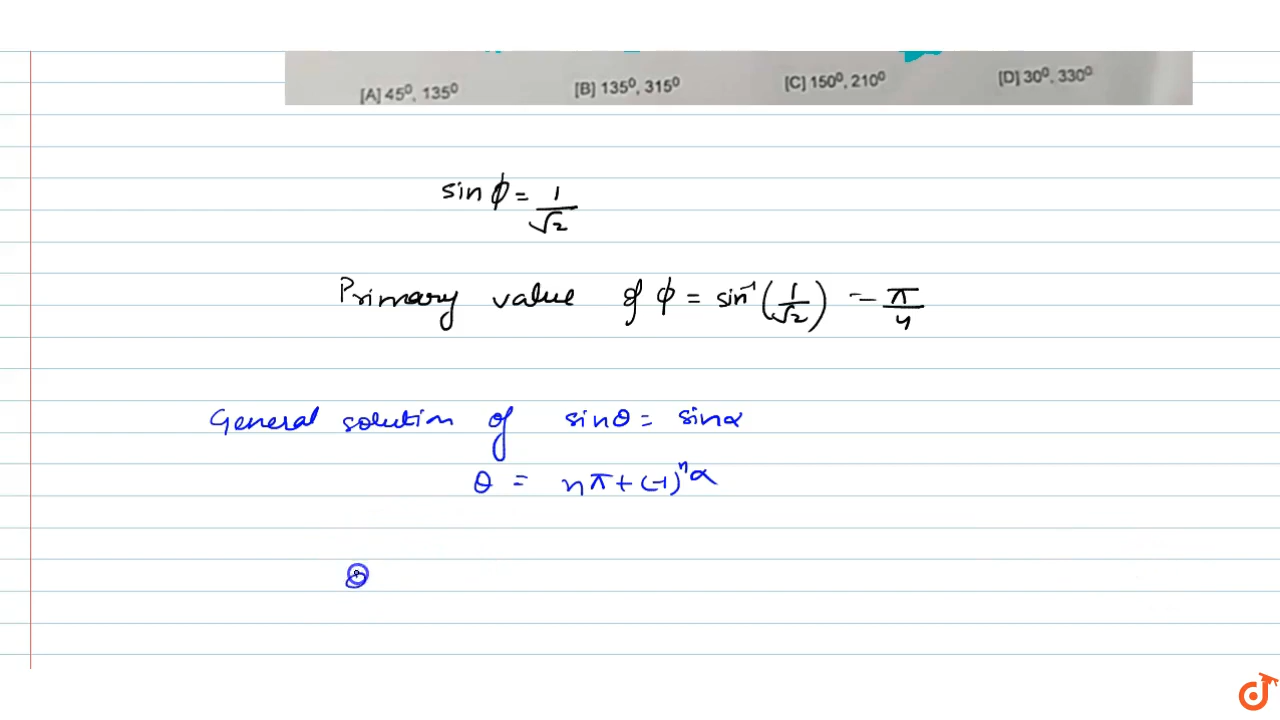 [A] 45⁰, 135⁰ [B] 135⁰, 315⁰ [C] 150⁰, 210⁰ [D] 30⁰, 330⁰
sin ϕ = 1/√2
Primary value of ϕ = sin⁻¹(1/√2) = π/4
General solution of sinθ = sinα
θ = nπ + (-1)ⁿα